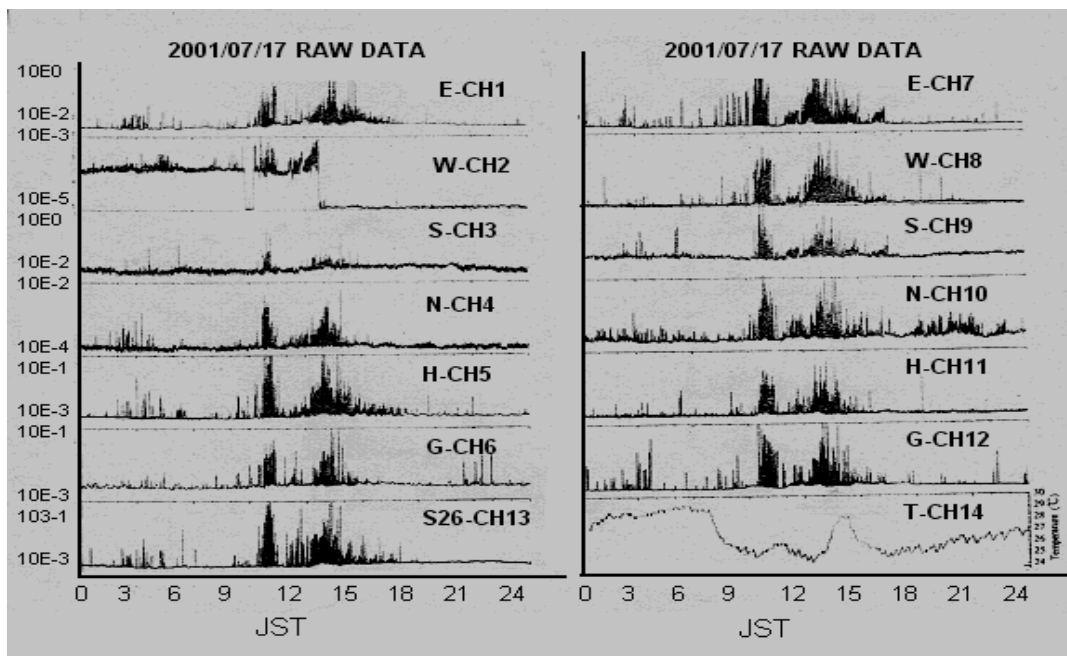 2001/07/17 RAW DATA
10E0
E-CH1
10E-2
10E-3
W-CH2
10E-5
10E0
S-CH3
10E-2
10E-2
N-CH4
10E-4
10E-1
H-CH5
10E-3
10E-1
G-CH6
10E-3
103-1
S26-CH13
10E-3
0 3 6 9 12 15 18 21 24
JST
2001/07/17 RAW DATA
E-CH7
W-CH8
S-CH9
N-CH10
H-CH11
G-CH12
T-CH14
Temperature (℃)
0 3 6 9 12 15 18 21 24
JST